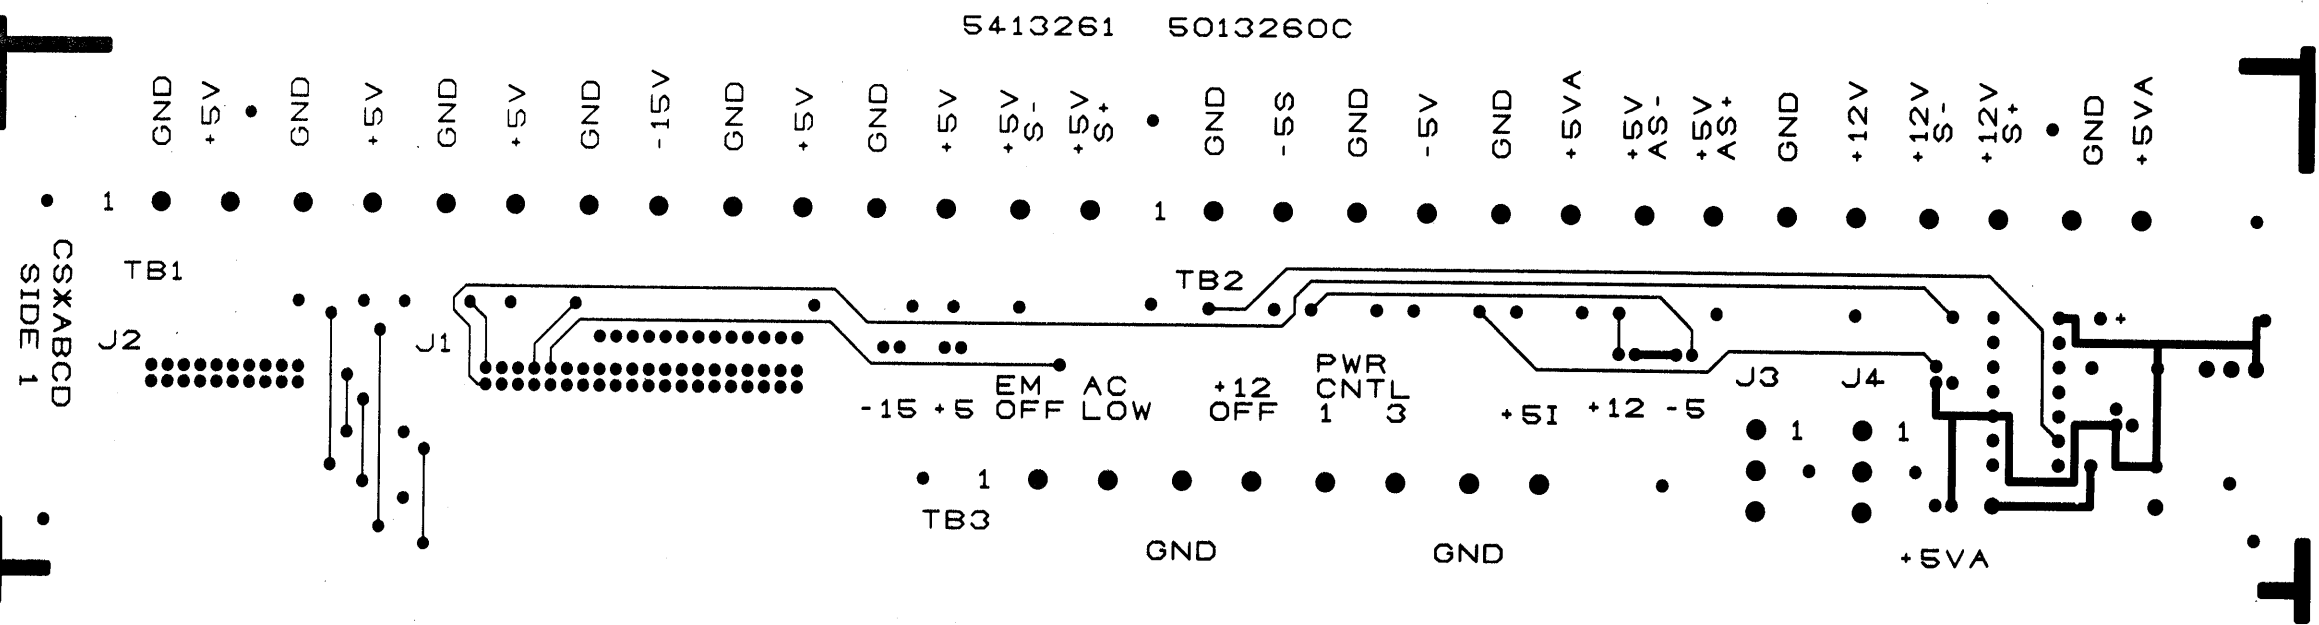 5413261 5013260C
GND
+5V
GND
+5V
GND
+5V
GND
-15V
GND
+5V
GND
+5V
+5V
S-
+5V
S+
GND
-5S
GND
-5V
GND
+5VA
+5V
AS-
+5V
AS+
GND
+12V
+12V
S-
+12V
S+
GND
+5VA
1
1
CSXABCD
SIDE 1
TB1
TB2
J2
J1
+
-15 +5
EM
OFF
AC
LOW
+12
OFF
PWR
CNTL
1 3
+5I
+12 -5
J3
J4
1
1
1
TB3
GND
GND
+5VA